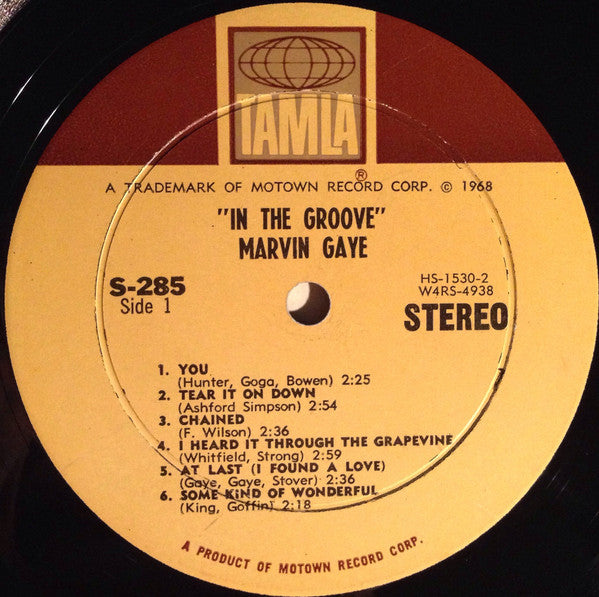 TAMLA
®
A TRADEMARK OF MOTOWN RECORD CORP. © 1968
"IN THE GROOVE"
MARVIN GAYE
S-285
Side 1
HS-1530-2
W4RS-4938
STEREO
1. YOU
(Hunter, Goga, Bowen) 2:25
2. TEAR IT ON DOWN
(Ashford Simpson) 2:54
3. CHAINED
(F. Wilson) 2:36
4. I HEARD IT THROUGH THE GRAPEVINE
(Whitfield, Strong) 2:59
5. AT LAST (I FOUND A LOVE)
(Gaye, Gaye, Stover) 2:36
6. SOME KIND OF WONDERFUL
(King, Goffin) 2:18
A PRODUCT OF MOTOWN RECORD CORP.